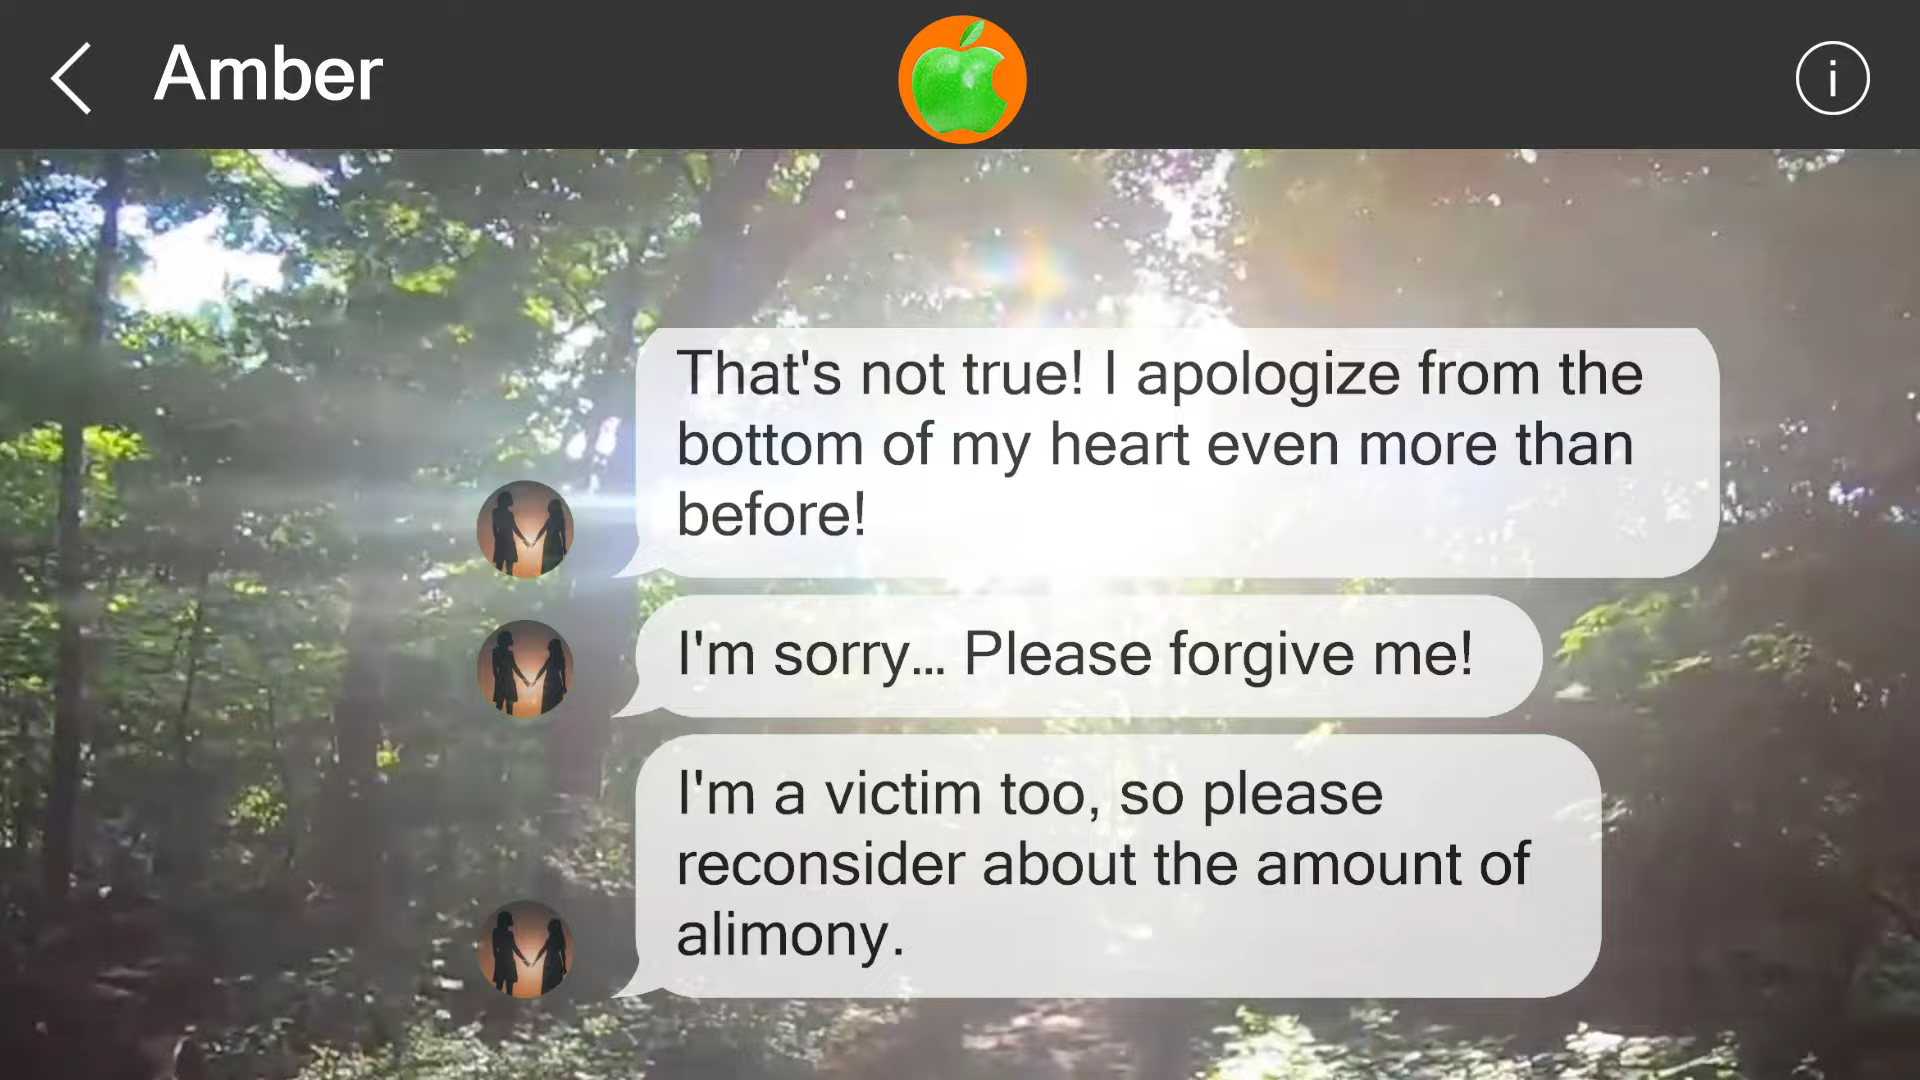 Amber
That's not true! I apologize from the
bottom of my heart even more than
before!
I'm sorry... Please forgive me!
I'm a victim too, so please
reconsider about the amount of
alimony.